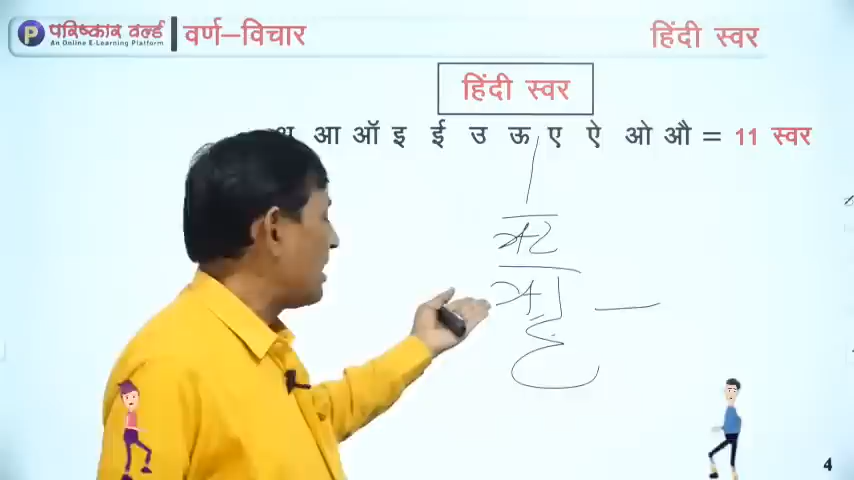 परिष्कार वर्ल्ड
An Online E-Learning Platform
वर्ण–विचार
हिंदी स्वर
हिंदी स्वर
अ आ ऑ इ ई उ ऊ ए ऐ ओ औ = 11 स्वर
4